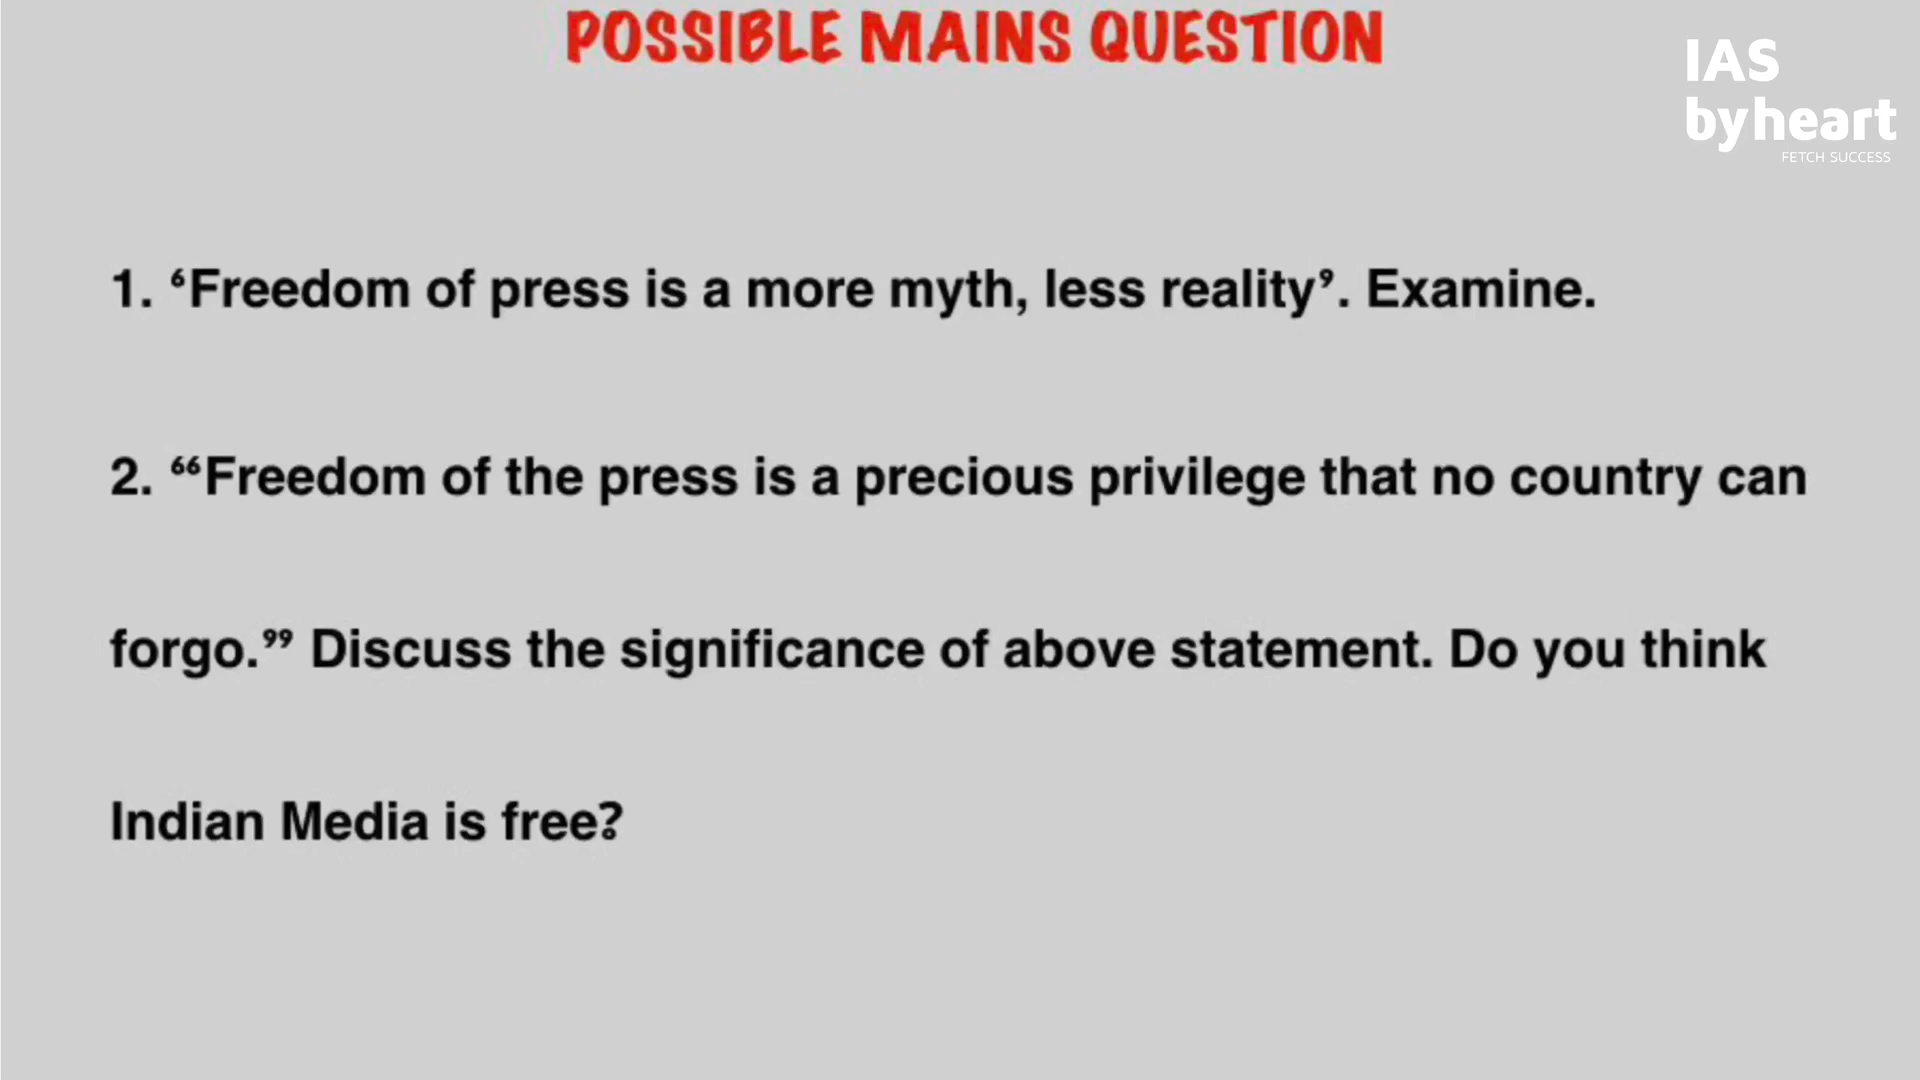 POSSIBLE MAINS QUESTION
IAS
byheart
FETCH SUCCESS
1. ‘Freedom of press is a more myth, less reality’. Examine.
2. “Freedom of the press is a precious privilege that no country can
forgo.” Discuss the significance of above statement. Do you think
Indian Media is free?